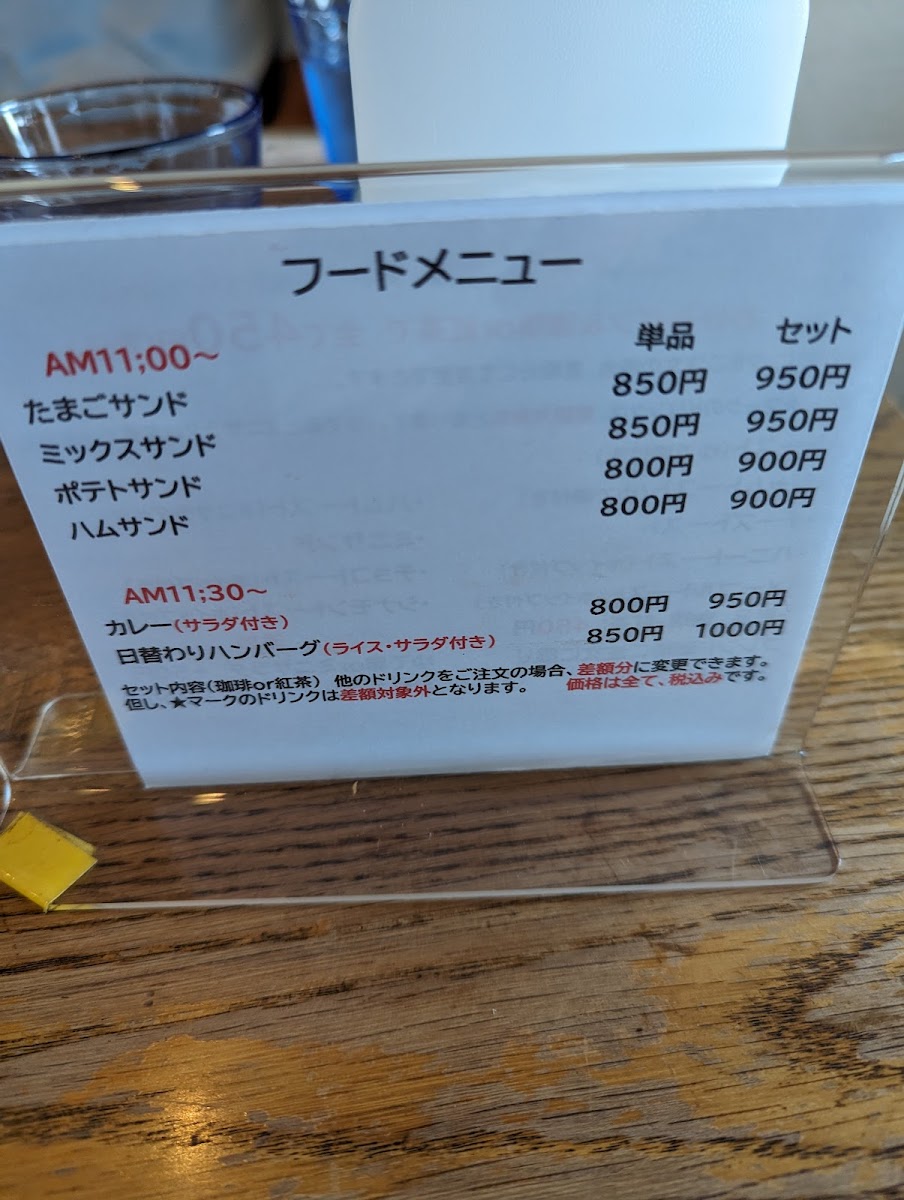 フードメニュー
単品 セット
AM11;00～
たまごサンド 850円 950円
ミックスサンド 850円 950円
ポテトサンド 800円 900円
ハムサンド 800円 900円
AM11;30～
カレー(サラダ付き) 800円 950円
日替わりハンバーグ(ライス・サラダ付き) 850円 1000円
セット内容(珈琲or紅茶) 他のドリンクをご注文の場合、差額分に変更できます。
但し、★マークのドリンクは差額対象外となります。 価格は全て、税込みです。